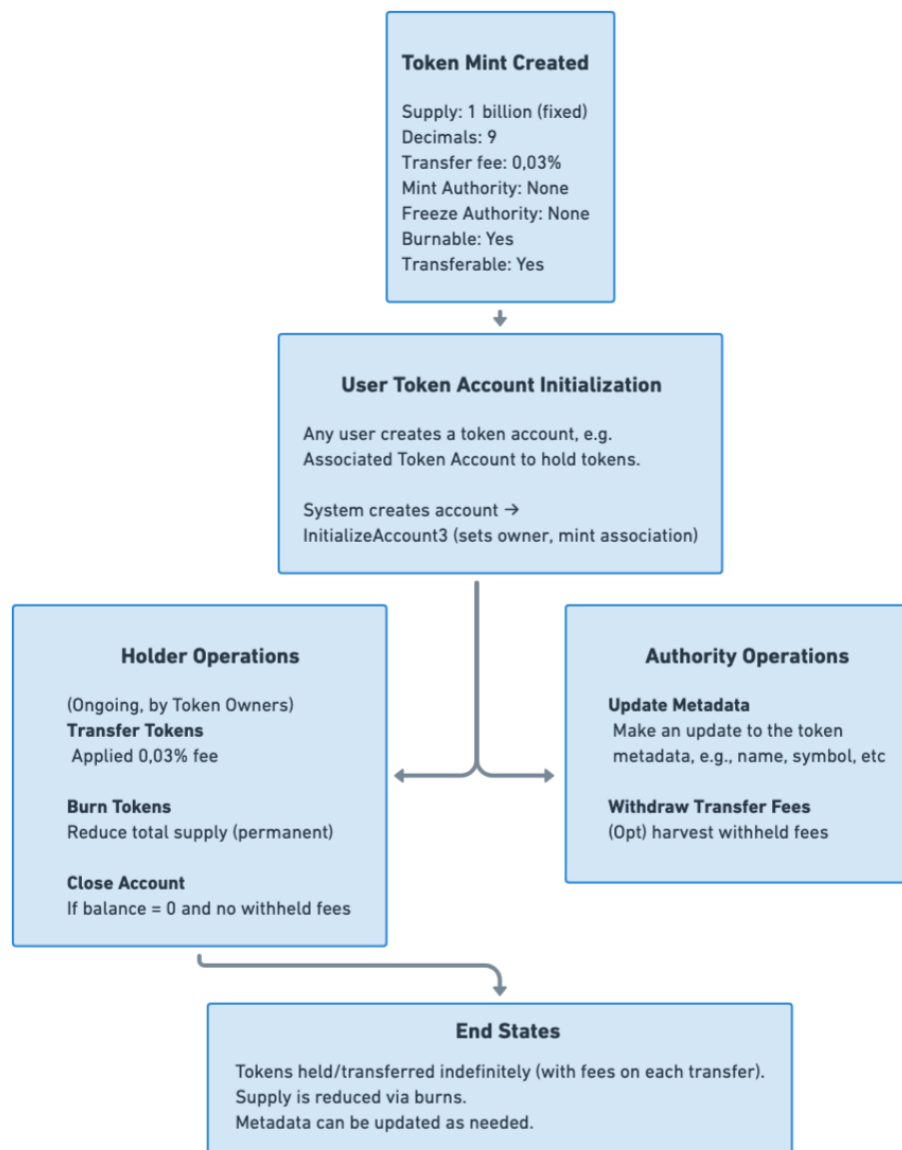 Token Mint Created
Supply: 1 billion (fixed)
Decimals: 9
Transfer fee: 0,03%
Mint Authority: None
Freeze Authority: None
Burnable: Yes
Transferable: Yes
User Token Account Initialization
Any user creates a token account, e.g.
Associated Token Account to hold tokens.
System creates account →
InitializeAccount3 (sets owner, mint association)
Holder Operations
(Ongoing, by Token Owners)
Transfer Tokens
Applied 0,03% fee
Burn Tokens
Reduce total supply (permanent)
Close Account
If balance = 0 and no withheld fees
Authority Operations
Update Metadata
Make an update to the token
metadata, e.g., name, symbol, etc
Withdraw Transfer Fees
(Opt) harvest withheld fees
End States
Tokens held/transferred indefinitely (with fees on each transfer).
Supply is reduced via burns.
Metadata can be updated as needed.